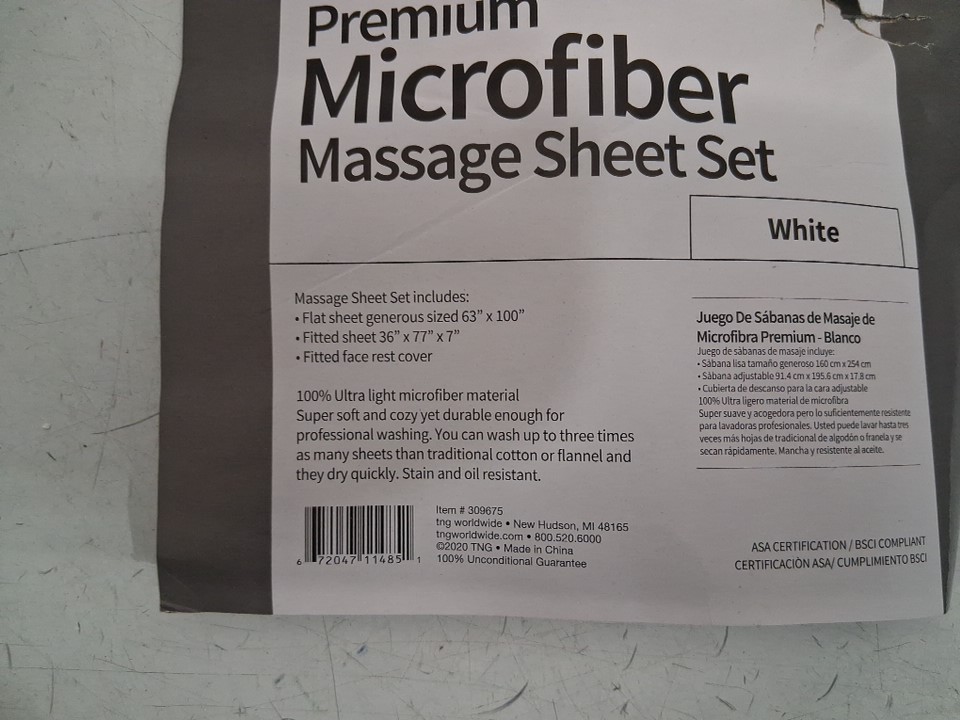 Premium
Microfiber
Massage Sheet Set
White
Massage Sheet Set includes:
• Flat sheet generous sized 63” x 100”
• Fitted sheet 36” x 77” x 7”
• Fitted face rest cover
100% Ultra light microfiber material
Super soft and cozy yet durable enough for
professional washing. You can wash up to three times
as many sheets than traditional cotton or flannel and
they dry quickly. Stain and oil resistant.
Juego De Sábanas de Masaje de
Microfibra Premium - Blanco
Juego de sábanas de masaje incluye:
• Sábana lisa tamaño generoso 160 cm x 254 cm
• Sábana adjustable 91.4 cm x 195.6 cm x 17.8 cm
• Cubierta de descanso para la cara adjustable
100% Ultra ligero material de microfibra
Super suave y acogedora pero lo suficientemente resistente
para lavadoras profesionales. Usted puede lavar hasta tres
veces más hojas de tradicional de algodón o franela y se
secan rápidamente. Mancha y resistente al aceite.
6 72047 11485 1
Item # 309675
tng worldwide • New Hudson, MI 48165
tngworldwide.com • 800.520.6000
©2020 TNG • Made in China
100% Unconditional Guarantee
ASA CERTIFICATION / BSCI COMPLIANT
CERTIFICACIÓN ASA/ CUMPLIMIENTO BSCI